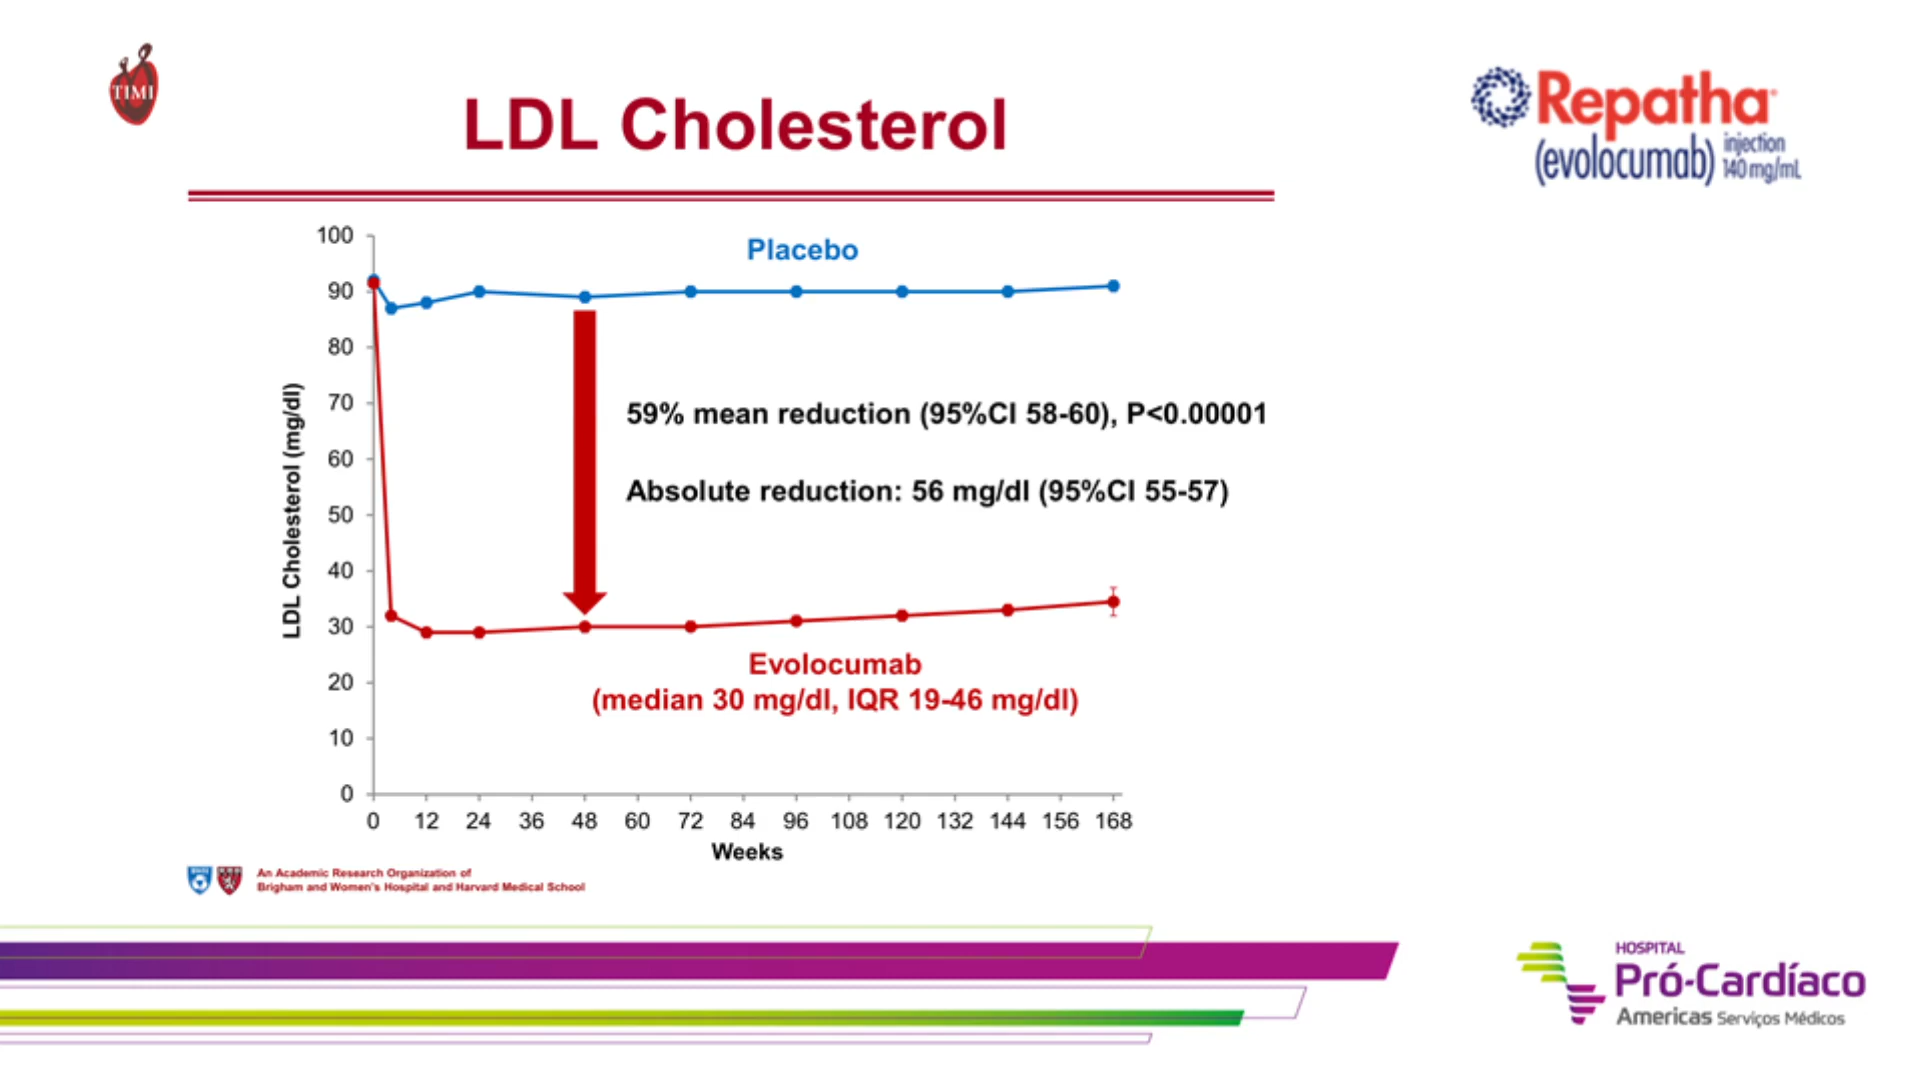 TIMI
LDL Cholesterol
Repatha
(evolocumab) injection 140 mg/mL
Placebo
100
90
80
70
60
50
40
30
20
10
0
LDL Cholesterol (mg/dl)
59% mean reduction (95%CI 58-60), P<0.00001
Absolute reduction: 56 mg/dl (95%CI 55-57)
Evolocumab
(median 30 mg/dl, IQR 19-46 mg/dl)
0 12 24 36 48 60 72 84 96 108 120 132 144 156 168
Weeks
An Academic Research Organization of
Brigham and Women's Hospital and Harvard Medical School
HOSPITAL
Pró-Cardíaco
Americas Serviços Médicos